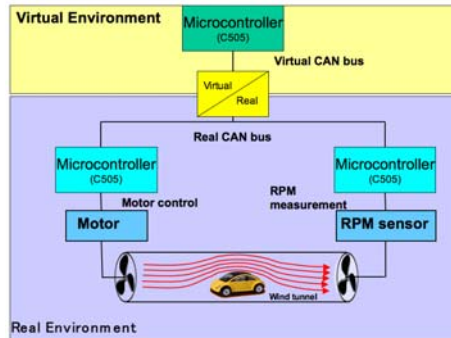 Virtual Environment
Microcontroller
(C505)
Virtual CAN bus
Virtual
Real
Real CAN bus
Microcontroller
(C505)
Microcontroller
(C505)
Motor control
RPM
measurement
Motor
RPM sensor
Wind tunnel
Real Environment